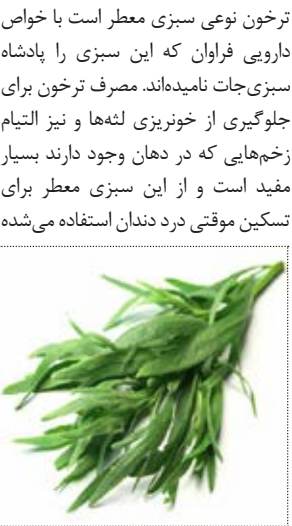 ترخون نوعی سبزی معطر است با خواص
دارویی فراوان که این سبزی را پادشاه
سبزی‌جات نامیده‌اند. مصرف ترخون برای
جلوگیری از خونریزی لثه‌ها و نیز التیام
زخم‌هایی که در دهان وجود دارند بسیار
مفید است و از این سبزی معطر برای
تسکین موقتی درد دندان استفاده می‌شده